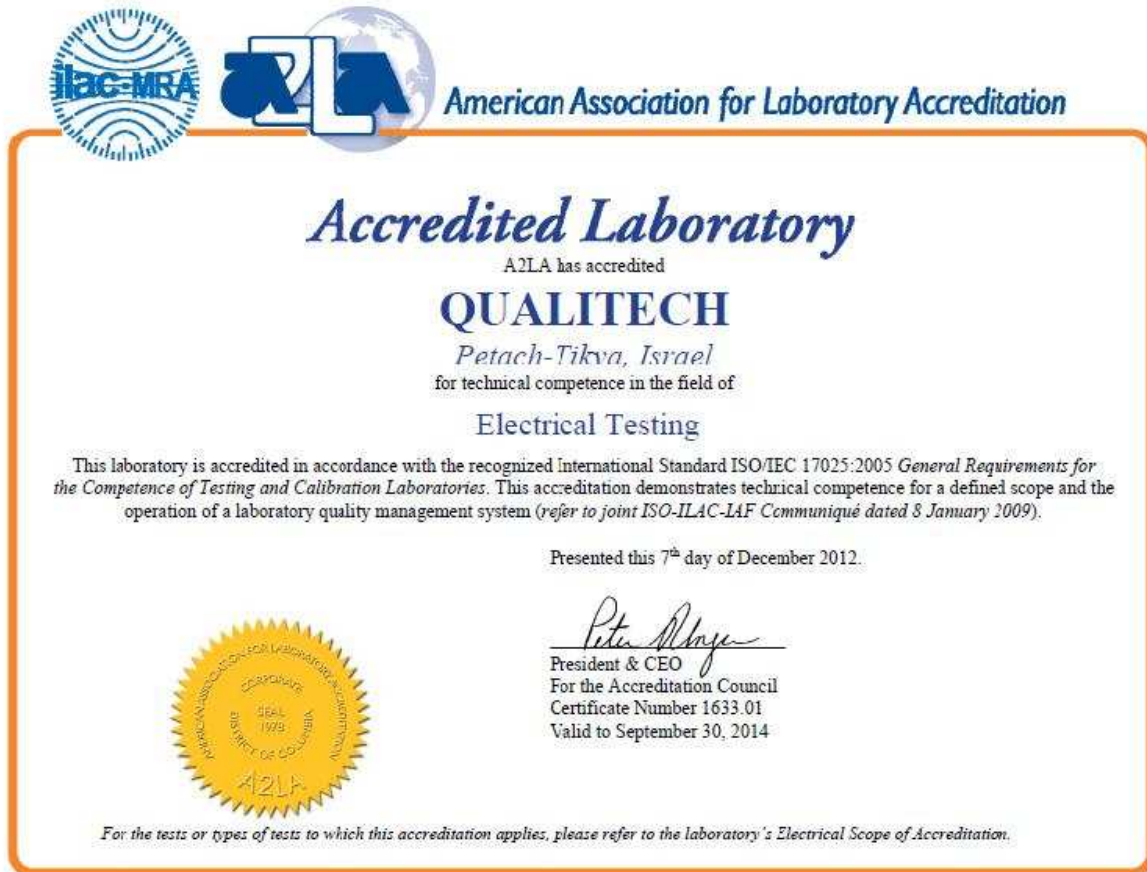 ilac-MRA
a2la
American Association for Laboratory Accreditation
Accredited Laboratory
A2LA has accredited
QUALITECH
Petach-Tikva, Israel
for technical competence in the field of
Electrical Testing
This laboratory is accredited in accordance with the recognized International Standard ISO/IEC 17025:2005 General Requirements for
the Competence of Testing and Calibration Laboratories. This accreditation demonstrates technical competence for a defined scope and the
operation of a laboratory quality management system (refer to joint ISO-ILAC-IAF Communiqué dated 8 January 2009).
Presented this 7th day of December 2012.
President & CEO
For the Accreditation Council
Certificate Number 1633.01
Valid to September 30, 2014
AMERICAN ASSOCIATION FOR LABORATORY ACCREDITATION
CORPORATE
SEAL
1978
DISTRICT OF COLUMBIA
A2LA
For the tests or types of tests to which this accreditation applies, please refer to the laboratory's Electrical Scope of Accreditation.